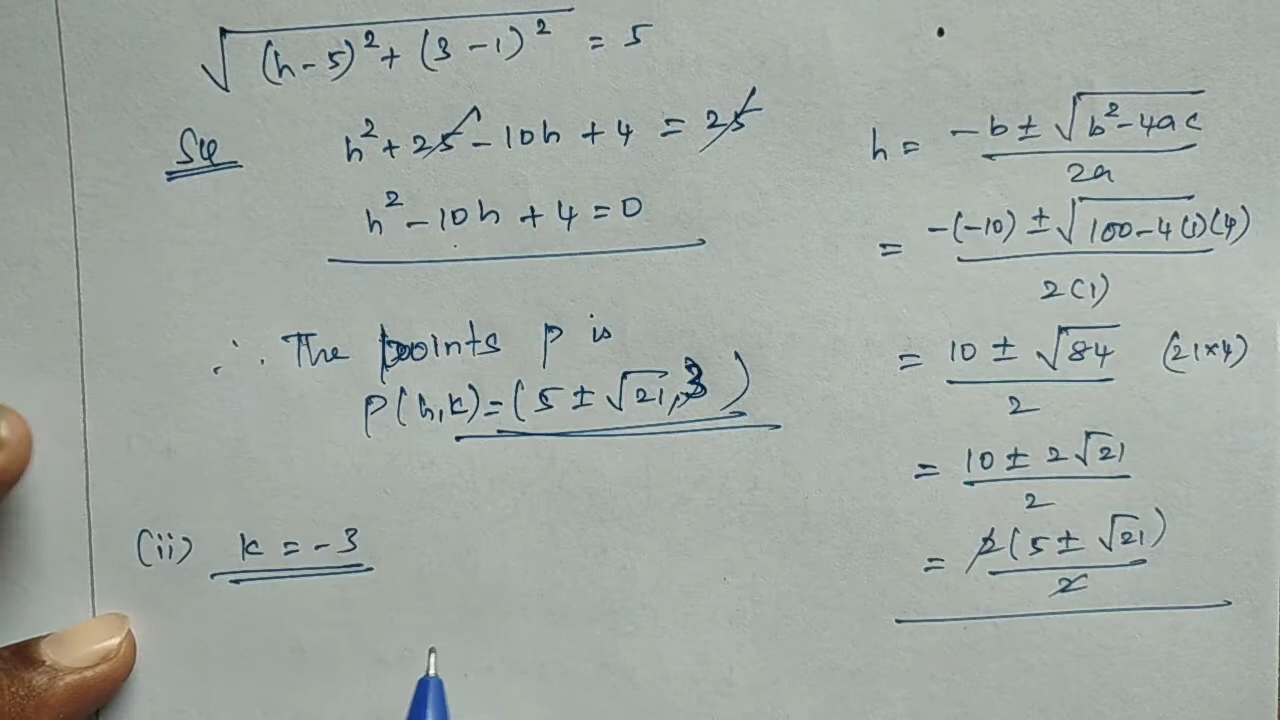 √((h-5)²+(3-1)²) = 5
Sq h²+25-10h+4 = 25
h²-10h+4=0
∴ The points P is
P(h,k)=(5±√21,3)
(ii) k=-3
h = (-b±√(b²-4ac))/2a
= (-(-10)±√(100-4(1)(4)))/2(1)
= (10±√84)/2 (21×4)
= (10±2√21)/2
= 2(5±√21)/2